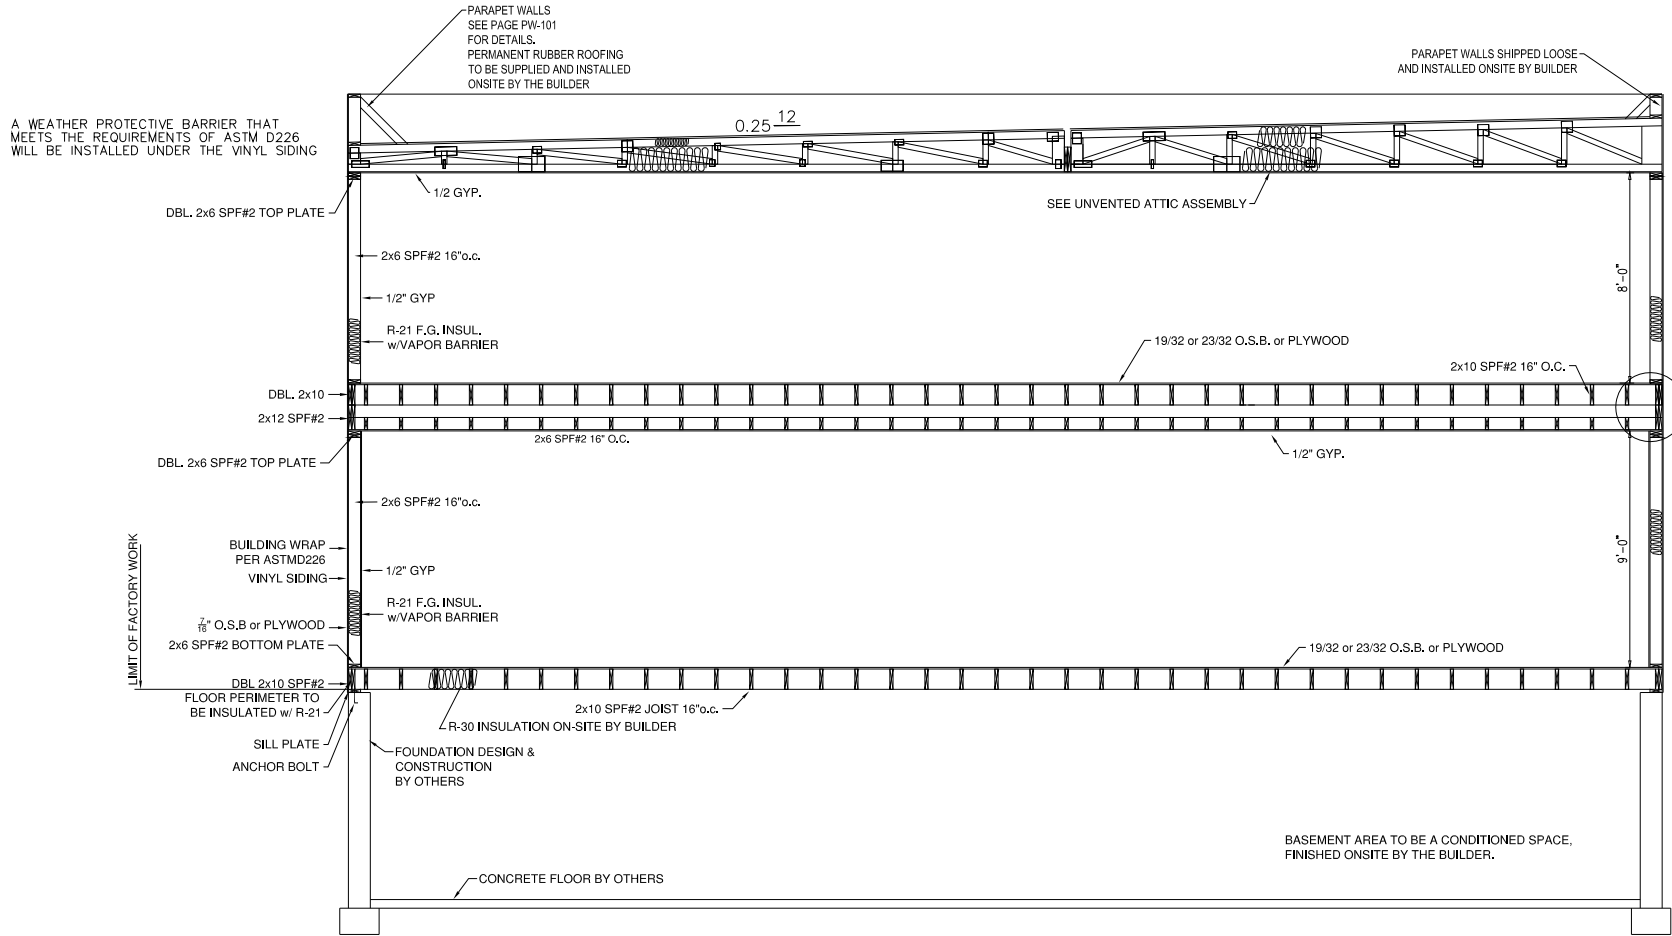 PARAPET WALLS
SEE PAGE PW-101
FOR DETAILS.
PERMANENT RUBBER ROOFING
TO BE SUPPLIED AND INSTALLED
ONSITE BY THE BUILDER
PARAPET WALLS SHIPPED LOOSE
AND INSTALLED ONSITE BY BUILDER
A WEATHER PROTECTIVE BARRIER THAT
MEETS THE REQUIREMENTS OF ASTM D226
WILL BE INSTALLED UNDER THE VINYL SIDING
12
0.25
1/2 GYP.
DBL. 2x6 SPF#2 TOP PLATE
SEE UNVENTED ATTIC ASSEMBLY
2x6 SPF#2 16"o.c.
8'-0"
1/2" GYP
R-21 F.G. INSUL.
w/VAPOR BARRIER
19/32 or 23/32 O.S.B. or PLYWOOD
2x10 SPF#2 16" O.C.
DBL. 2x10
2x12 SPF#2
2x6 SPF#2 16" O.C.
1/2" GYP.
DBL. 2x6 SPF#2 TOP PLATE
2x6 SPF#2 16"o.c.
LIMIT OF FACTORY WORK
BUILDING WRAP
PER ASTMD226
9'-0"
VINYL SIDING
1/2" GYP
R-21 F.G. INSUL.
w/VAPOR BARRIER
7/16" O.S.B or PLYWOOD
2x6 SPF#2 BOTTOM PLATE
19/32 or 23/32 O.S.B. or PLYWOOD
DBL 2x10 SPF#2
FLOOR PERIMETER TO
BE INSULATED w/ R-21
2x10 SPF#2 JOIST 16"o.c.
R-30 INSULATION ON-SITE BY BUILDER
SILL PLATE
ANCHOR BOLT
FOUNDATION DESIGN &
CONSTRUCTION
BY OTHERS
BASEMENT AREA TO BE A CONDITIONED SPACE,
FINISHED ONSITE BY THE BUILDER.
CONCRETE FLOOR BY OTHERS